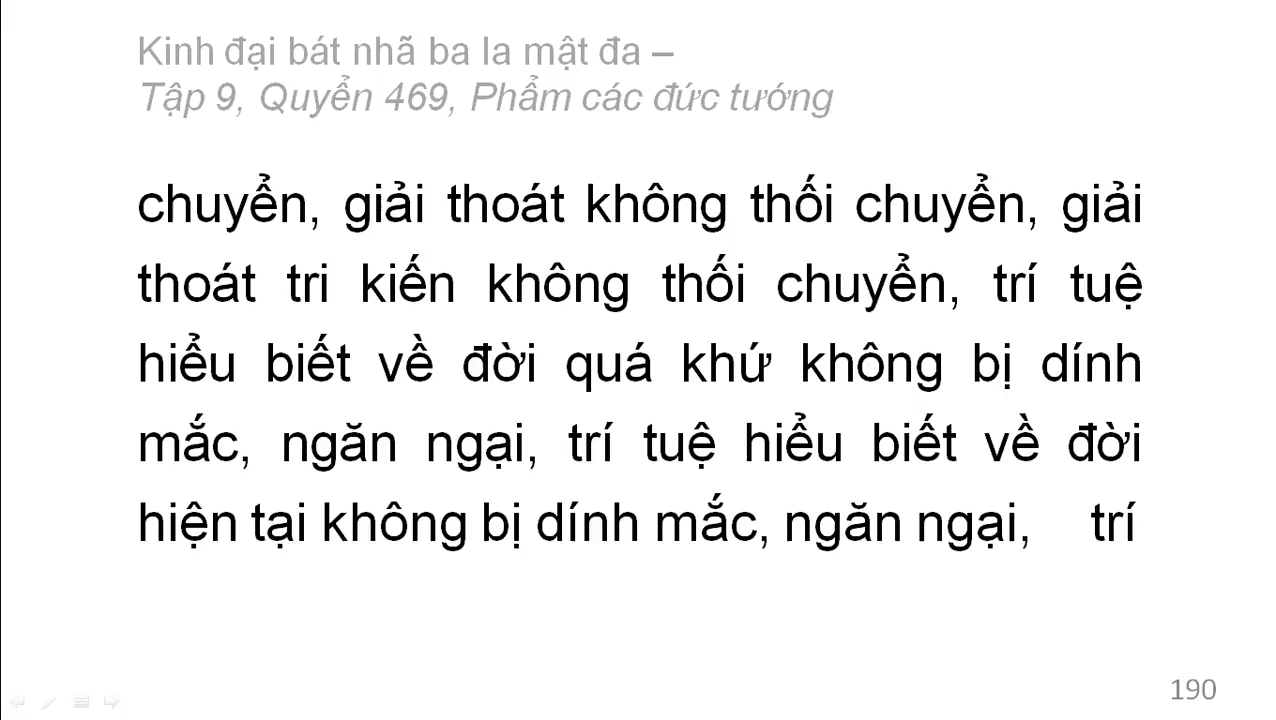 Kinh đại bát nhã ba la mật đa –
Tập 9, Quyển 469, Phẩm các đức tướng
chuyển, giải thoát không thối chuyển, giải
thoát tri kiến không thối chuyển, trí tuệ
hiểu biết về đời quá khứ không bị dính
mắc, ngăn ngại, trí tuệ hiểu biết về đời
hiện tại không bị dính mắc, ngăn ngại, trí
190